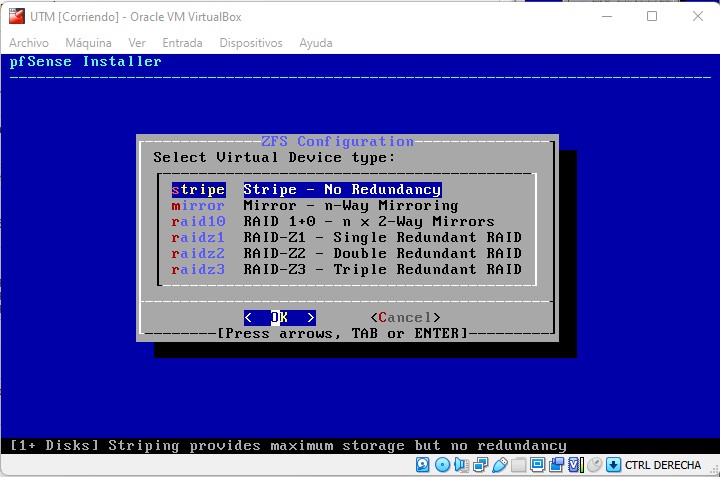 UTM [Corriendo] - Oracle VM VirtualBox
Archivo Máquina Ver Entrada Dispositivos Ayuda
pfSense Installer
ZFS Configuration
Select Virtual Device type:
stripe Stripe - No Redundancy
mirror Mirror - n-Way Mirroring
raid10 RAID 1+0 - n x 2-Way Mirrors
raidz1 RAID-Z1 - Single Redundant RAID
raidz2 RAID-Z2 - Double Redundant RAID
raidz3 RAID-Z3 - Triple Redundant RAID
< OK > <Cancel>
[Press arrows, TAB or ENTER]
[1+ Disks] Striping provides maximum storage but no redundancy
CTRL DERECHA